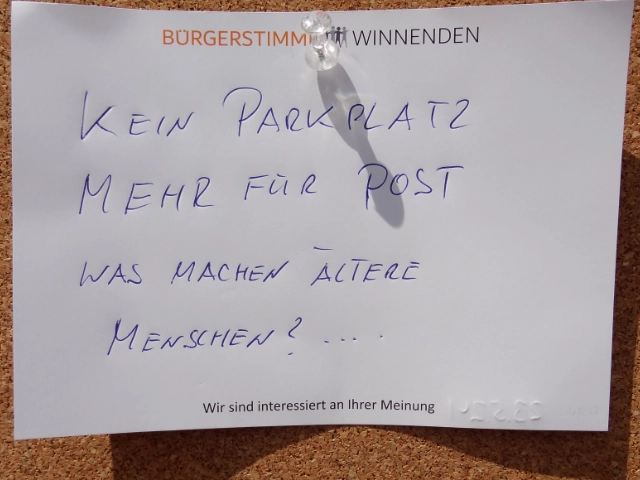 BÜRGERSTIMME WINNENDEN
KEIN PARKPLATZ
MEHR FÜR POST
WAS MACHEN ÄLTERE
MENSCHEN? ....
Wir sind interessiert an Ihrer Meinung